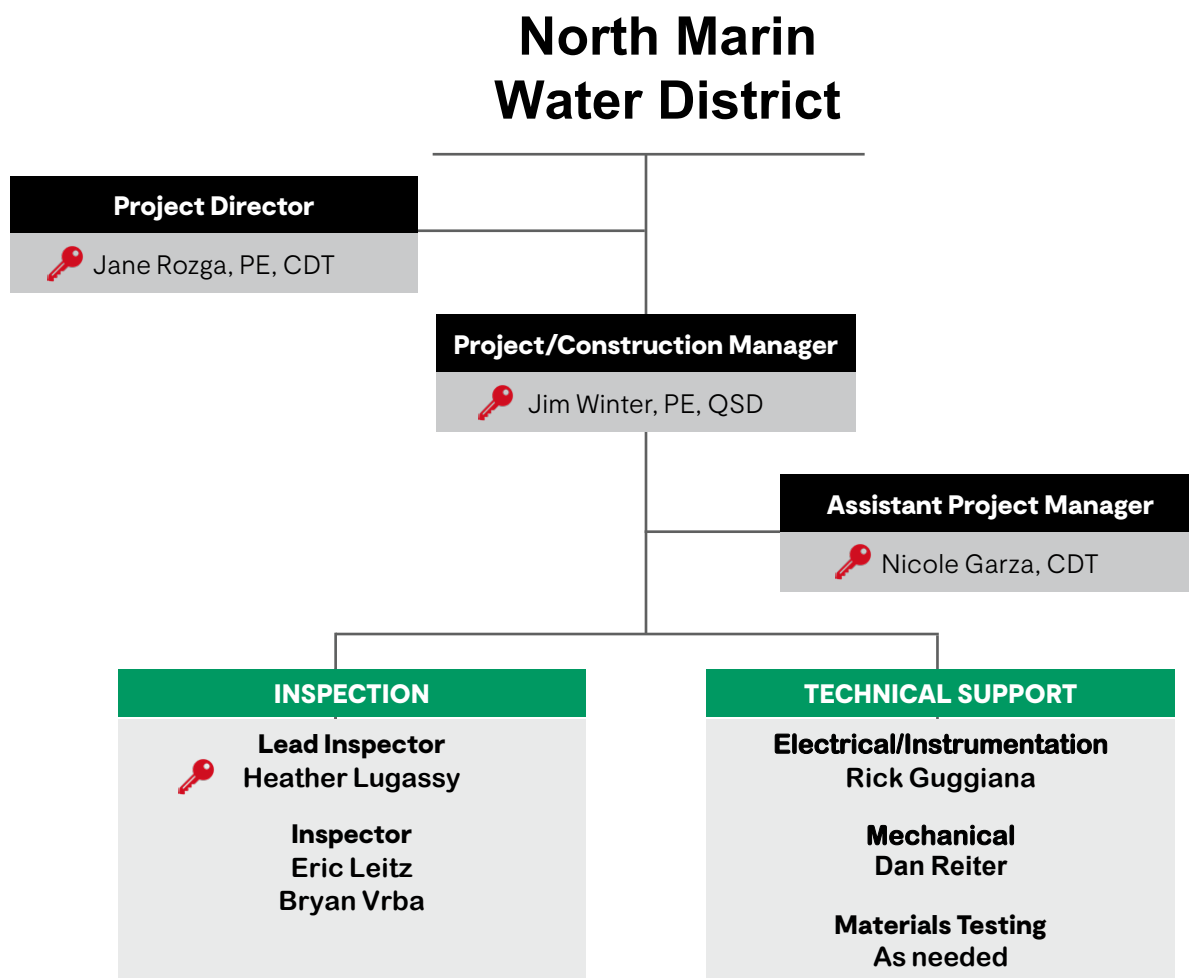 North Marin
Water District
Project Director
Jane Rozga, PE, CDT
Project/Construction Manager
Jim Winter, PE, QSD
Assistant Project Manager
Nicole Garza, CDT
INSPECTION
Lead Inspector
Heather Lugassy
Inspector
Eric Leitz
Bryan Vrba
TECHNICAL SUPPORT
Electrical/Instrumentation
Rick Guggiana
Mechanical
Dan Reiter
Materials Testing
As needed